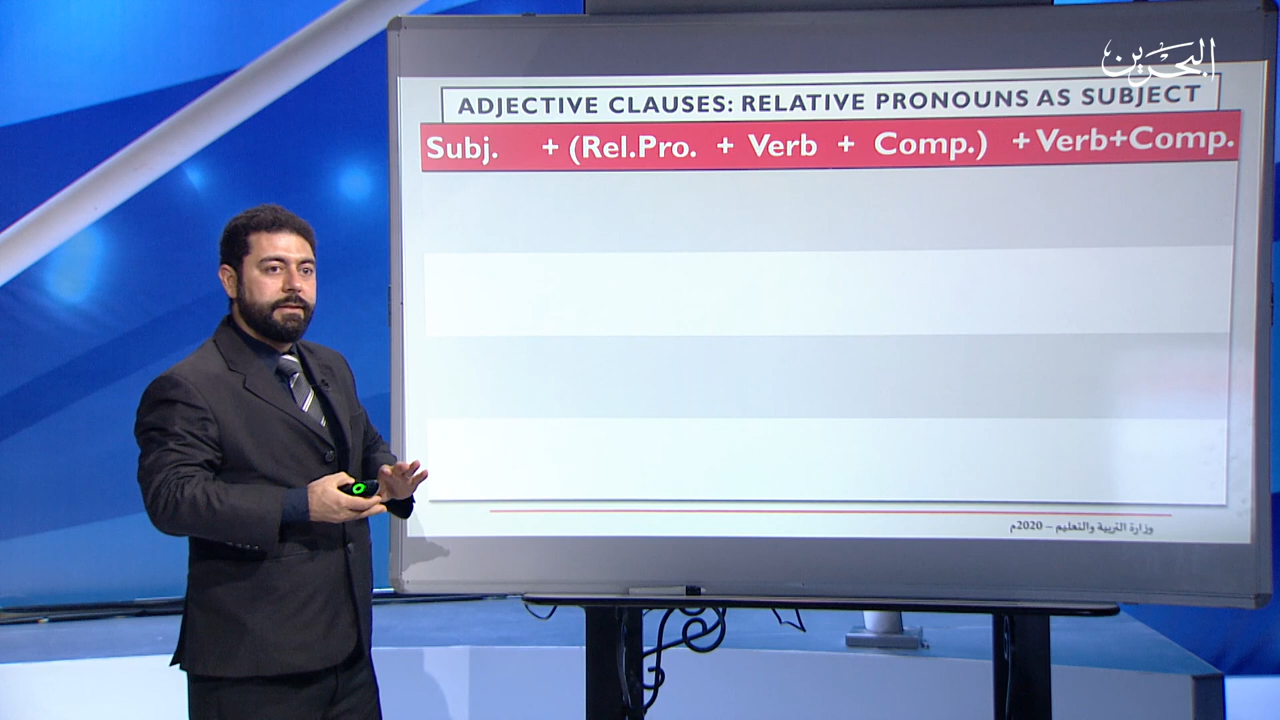 البحرين
ADJECTIVE CLAUSES: RELATIVE PRONOUNS AS SUBJECT
Subj. + (Rel.Pro. + Verb + Comp.) + Verb+Comp.
وزارة التربية والتعليم – 2020م